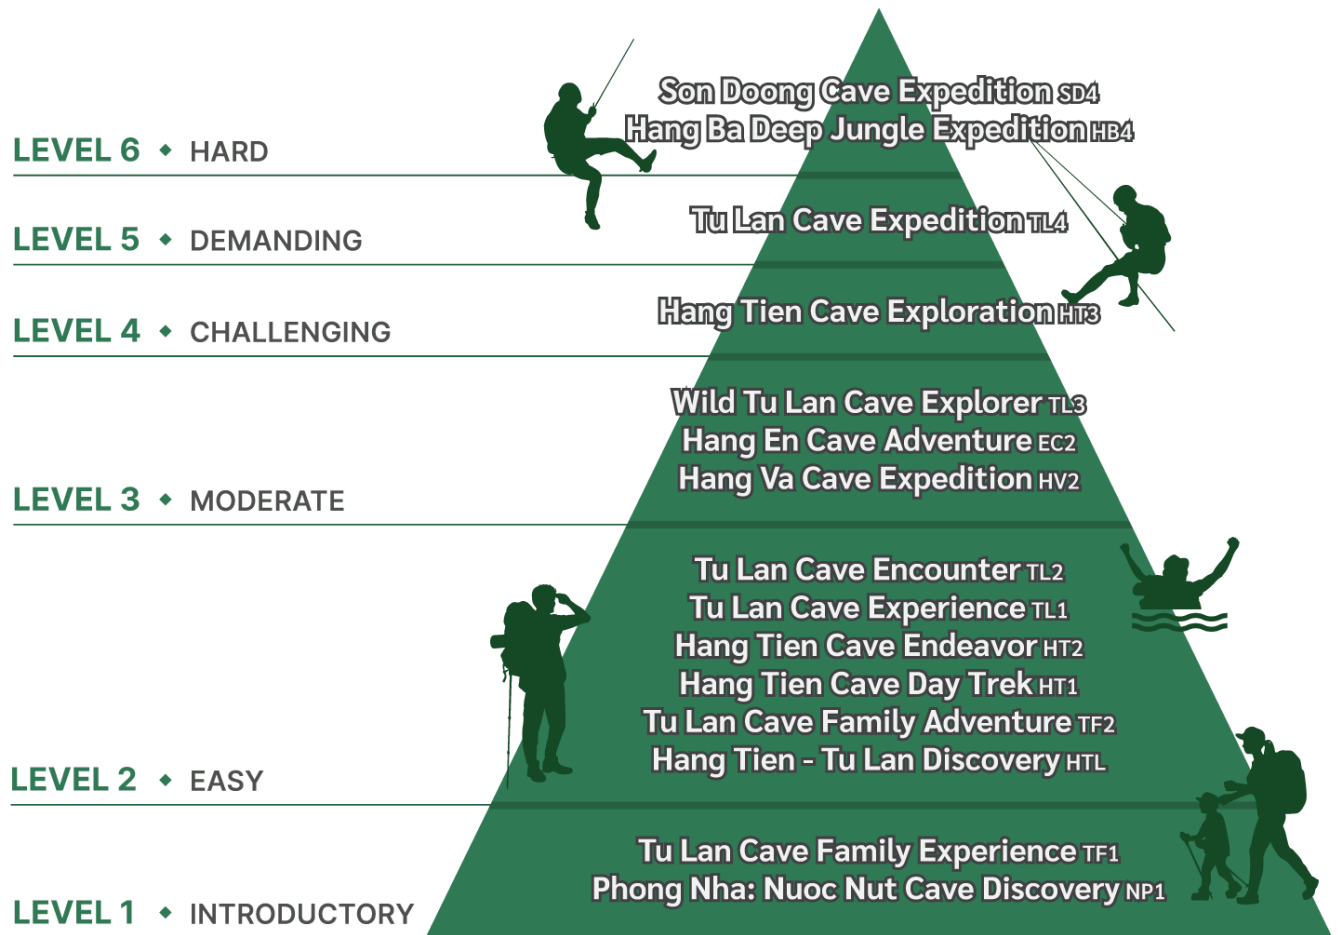 Son Doong Cave Expedition SD4
Hang Ba Deep Jungle Expedition HB4
LEVEL 6 ◆ HARD
Tu Lan Cave Expedition TL4
LEVEL 5 ◆ DEMANDING
Hang Tien Cave Exploration HT3
LEVEL 4 ◆ CHALLENGING
Wild Tu Lan Cave Explorer TL3
Hang En Cave Adventure EC2
Hang Va Cave Expedition HV2
LEVEL 3 ◆ MODERATE
Tu Lan Cave Encounter TL2
Tu Lan Cave Experience TL1
Hang Tien Cave Endeavor HT2
Hang Tien Cave Day Trek HT1
Tu Lan Cave Family Adventure TF2
Hang Tien - Tu Lan Discovery HTL
LEVEL 2 ◆ EASY
Tu Lan Cave Family Experience TF1
Phong Nha: Nuoc Nut Cave Discovery NP1
LEVEL 1 ◆ INTRODUCTORY